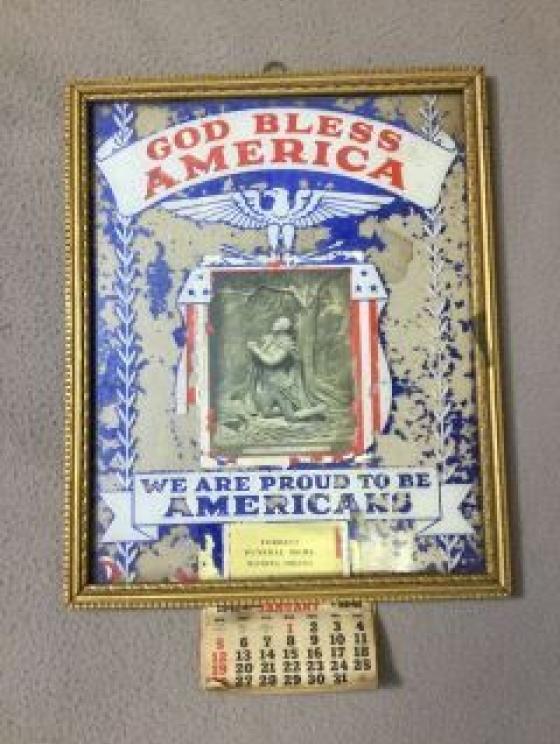 GOD BLESS
AMERICA
WE ARE PROUD TO BE
AMERICANS
FUNERAL HOME
JANUARY
1 2 3 4
5 6 7 8 9 10 11
12 13 14 15 16 17 18
19 20 21 22 23 24 25
27 28 29 30 31